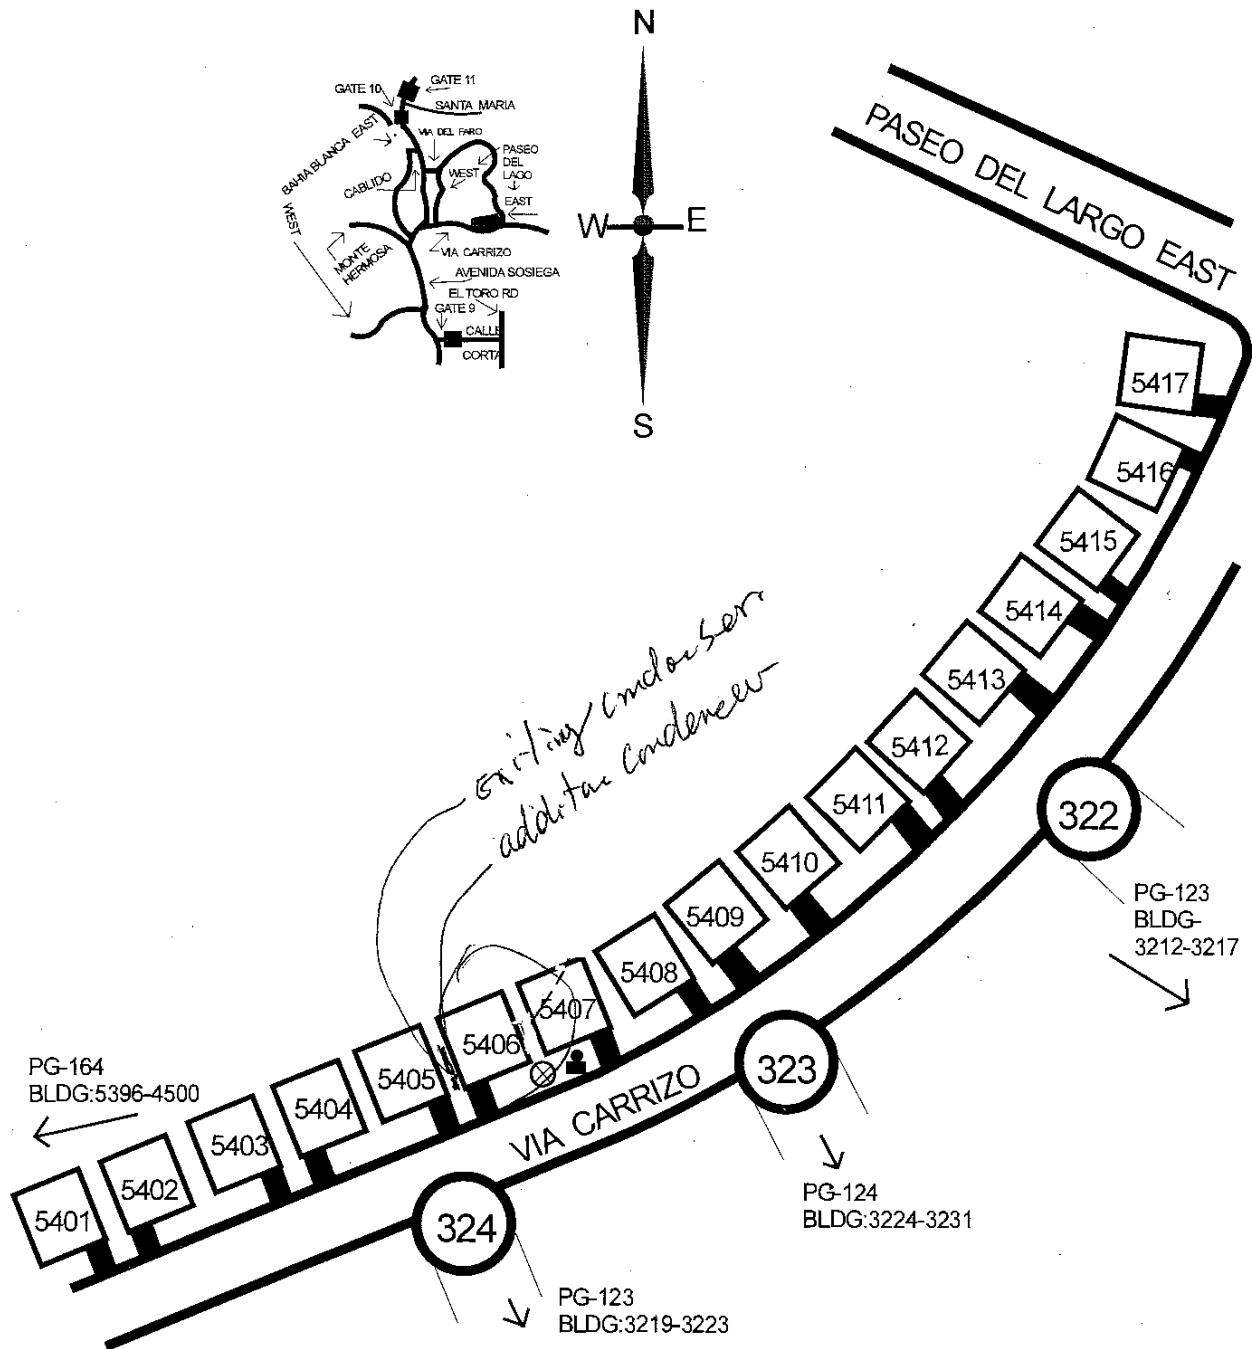 N
GATE 11
GATE 10
SANTA MARIA
BAHIA BLANCA EAST
VIA DEL FARO
PASEO
DEL
LAGO
WEST
CABLIDO
EAST
WEST
W E
MONTE
HERMOSA
VIA CARRIZO
AVENIDA SOSIEGA
EL TORO RD
GATE 9
CALLE
CORTA
S
PASEO DEL LARGO EAST
5417
5416
5415
5414
5413
5412
5411
5410
5409
5408
5407
5406
5405
5404
5403
5402
5401
existing
condencer
322
PG-123
BLDG-
3212-3217
323
PG-124
BLDG:3224-3231
VIA CARRIZO
324
PG-123
BLDG:3219-3223
PG-164
BLDG:5396-4500